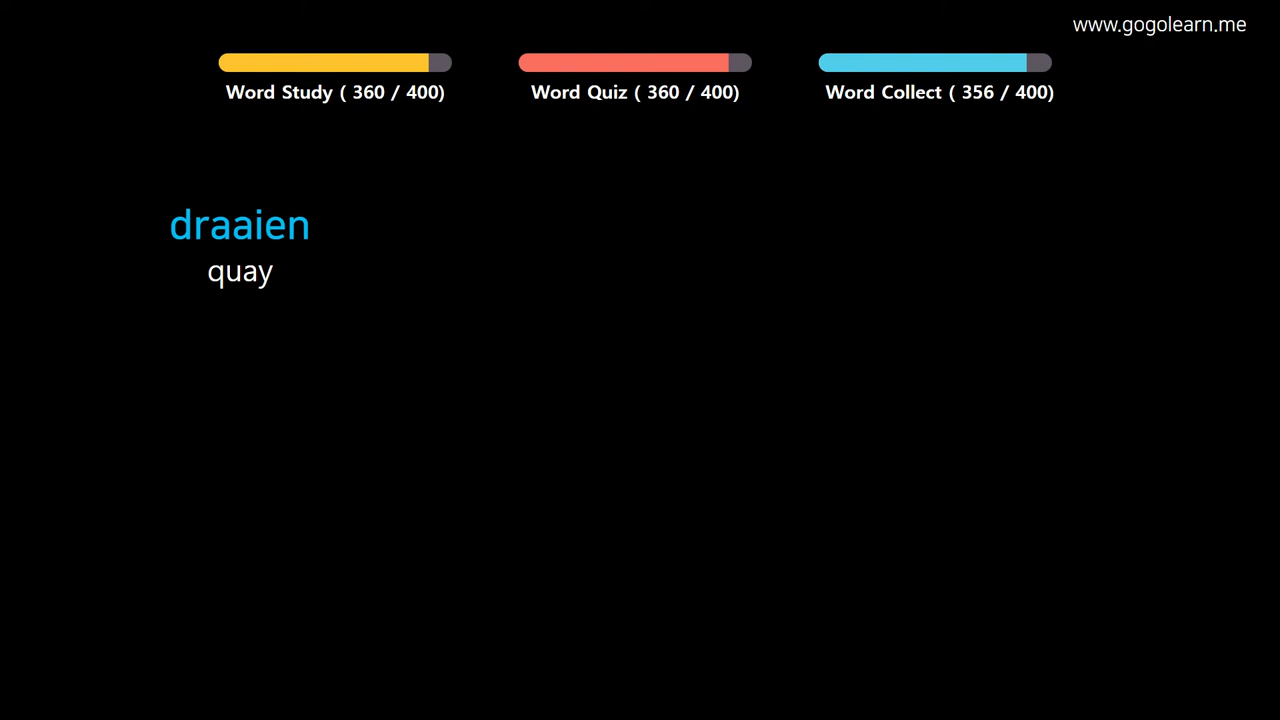 www.gogolearn.me
Word Study ( 360 / 400)
Word Quiz ( 360 / 400)
Word Collect ( 356 / 400)
draaien
quay